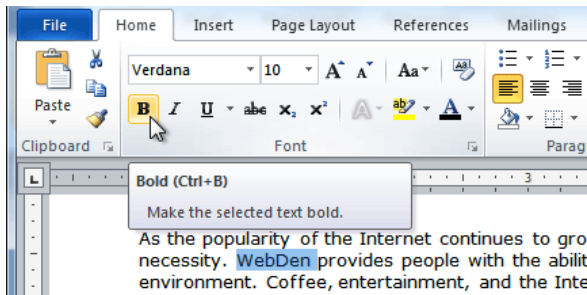 File Home Insert Page Layout References Mailings
Verdana 10 A A Aa
Paste B I U abc X₂ X² A ab A
Clipboard Font Parag
L 3
Bold (Ctrl+B)
Make the selected text bold.
As the popularity of the Internet continues to gro
necessity. WebDen provides people with the abilit
environment. Coffee, entertainment, and the Inte